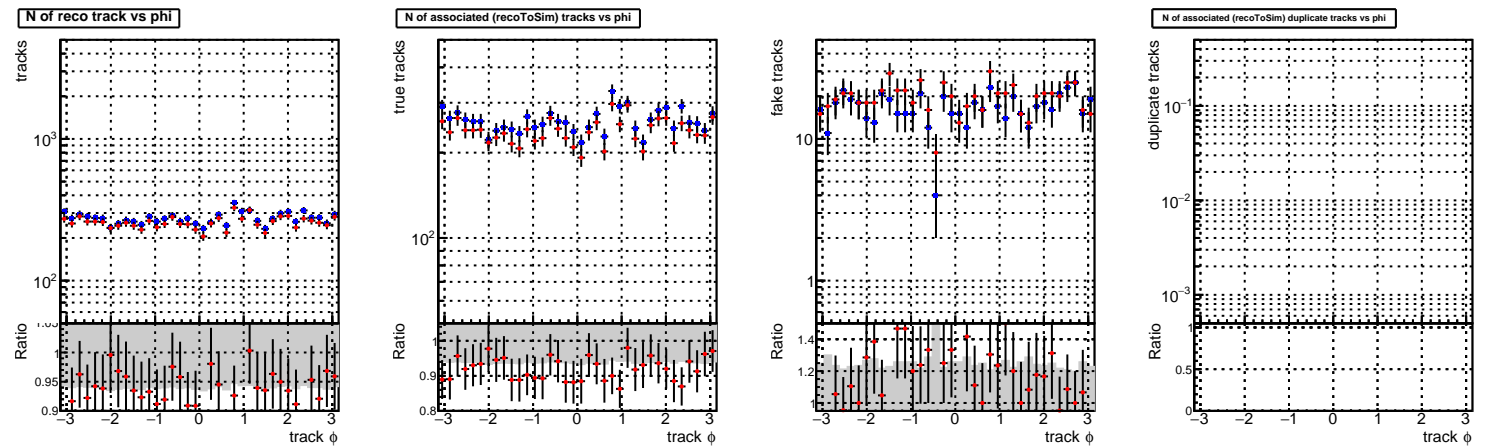 N of reco track vs phi
tracks
10³
10²
Ratio
1.05
1
0.95
0.9
−3 −2 −1 0 1 2 3
track ϕ
N of associated (recoToSim) tracks vs phi
true tracks
10²
Ratio
1
0.9
0.8
−3 −2 −1 0 1 2 3
track ϕ
fake tracks
10
1
Ratio
1.4
1.2
1
−3 −2 −1 0 1 2 3
track ϕ
N of associated (recoToSim) duplicate tracks vs phi
duplicate tracks
10⁻¹
10⁻²
10⁻³
Ratio
1
0.5
0
−3 −2 −1 0 1 2 3
track ϕ